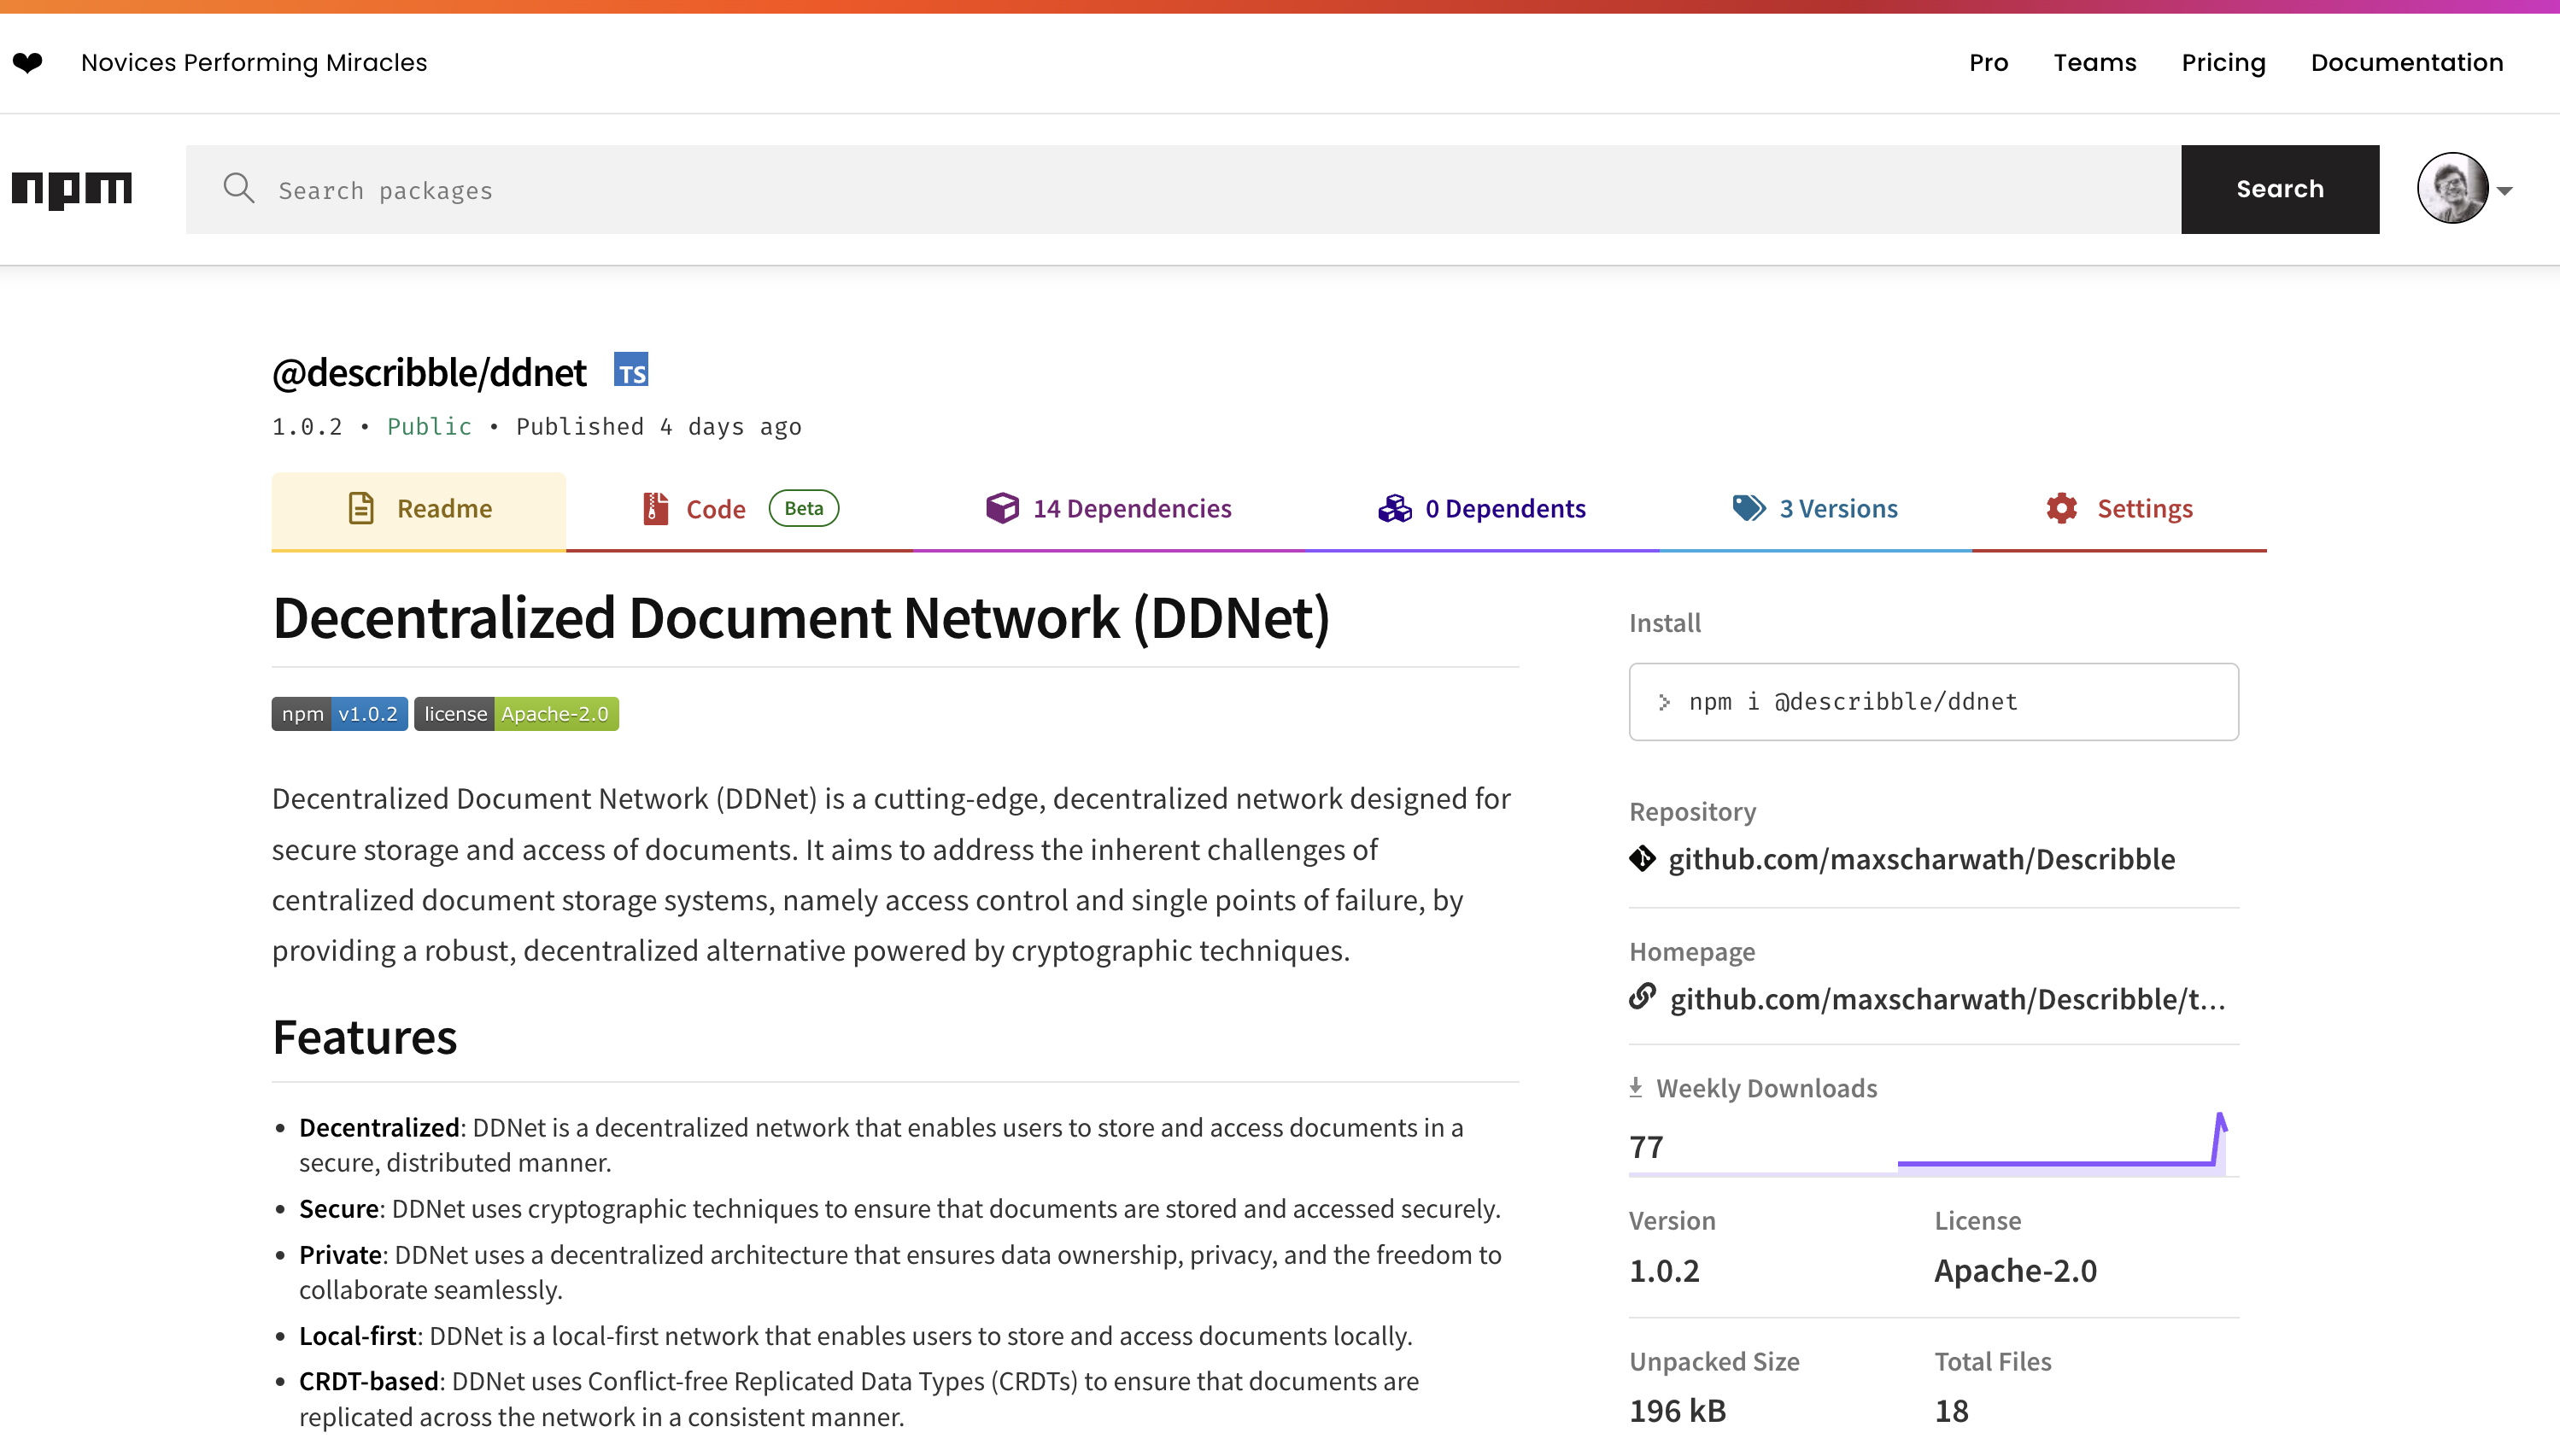 Novices Performing Miracles
Pro
Teams
Pricing
Documentation
npm
Search packages
Search
@describble/ddnet
TS
1.0.2 • Public • Published 4 days ago
Readme
Code
Beta
14 Dependencies
0 Dependents
3 Versions
Settings
Decentralized Document Network (DDNet)
npm v1.0.2
license Apache-2.0
Decentralized Document Network (DDNet) is a cutting-edge, decentralized network designed for
secure storage and access of documents. It aims to address the inherent challenges of
centralized document storage systems, namely access control and single points of failure, by
providing a robust, decentralized alternative powered by cryptographic techniques.
Features
• Decentralized: DDNet is a decentralized network that enables users to store and access documents in a
secure, distributed manner.
• Secure: DDNet uses cryptographic techniques to ensure that documents are stored and accessed securely.
• Private: DDNet uses a decentralized architecture that ensures data ownership, privacy, and the freedom to
collaborate seamlessly.
• Local-first: DDNet is a local-first network that enables users to store and access documents locally.
• CRDT-based: DDNet uses Conflict-free Replicated Data Types (CRDTs) to ensure that documents are
replicated across the network in a consistent manner.
Install
> npm i @describble/ddnet
Repository
github.com/maxscharwath/Describble
Homepage
github.com/maxscharwath/Describble/t...
Weekly Downloads
77
Version
1.0.2
License
Apache-2.0
Unpacked Size
196 kB
Total Files
18